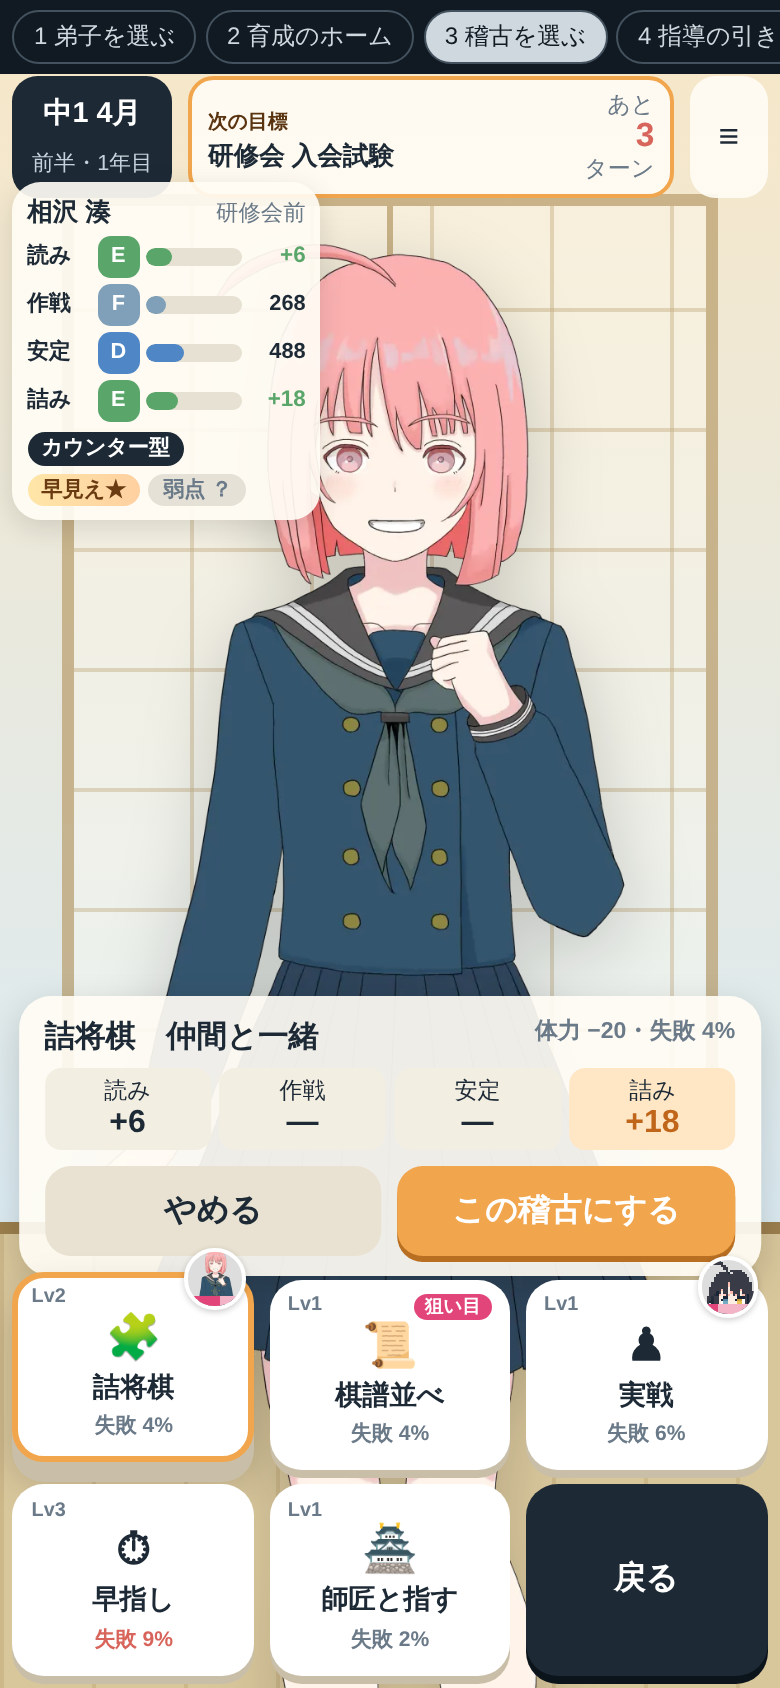 1 弟子を選ぶ
2 育成のホーム
3 稽古を選ぶ
4 指導の引き
中1 4月
前半・1年目
次の目標
研修会 入会試験
あと
3
ターン
≡
相沢 湊 研修会前
読み E +6
作戦 F 268
安定 D 488
詰み E +18
カウンター型
早見え★ 弱点 ？
詰将棋 仲間と一緒 体力 −20・失敗 4%
読み 作戦 安定 詰み
+6 — — +18
やめる この稽古にする
Lv2
詰将棋
失敗 4%
Lv1 狙い目
棋譜並べ
失敗 4%
Lv1
実戦
失敗 6%
Lv3
早指し
失敗 9%
Lv1
師匠と指す
失敗 2%
戻る